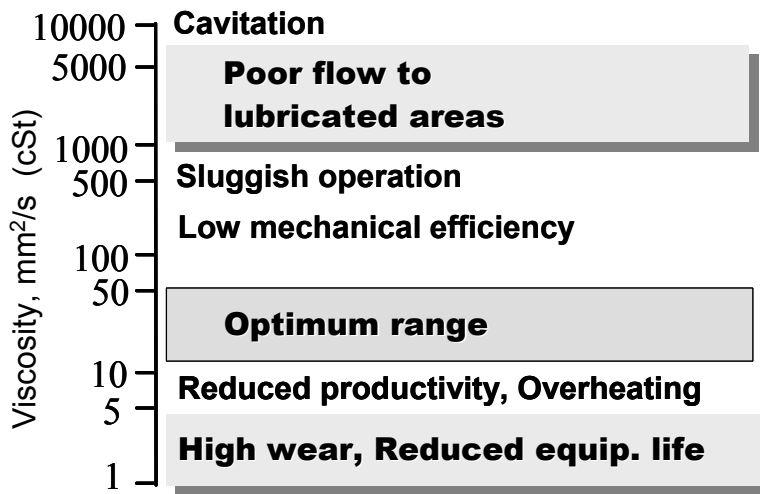 Viscosity, mm²/s (cSt)
10000
Cavitation
5000
Poor flow to
lubricated areas
1000
500
Sluggish operation
Low mechanical efficiency
100
50
Optimum range
10
Reduced productivity, Overheating
5
High wear, Reduced equip. life
1